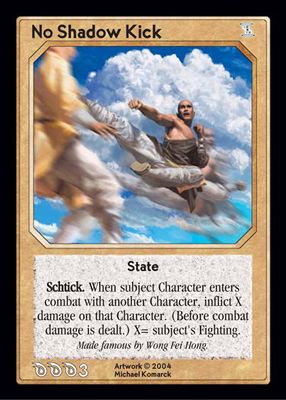 No Shadow Kick
State
Schtick. When subject Character enters
combat with another Character, inflict X
damage on that Character. (Before combat
damage is dealt.) X= subject's Fighting.
Made famous by Wong Fei Hong.
3
Artwork © 2004
Michael Komarck